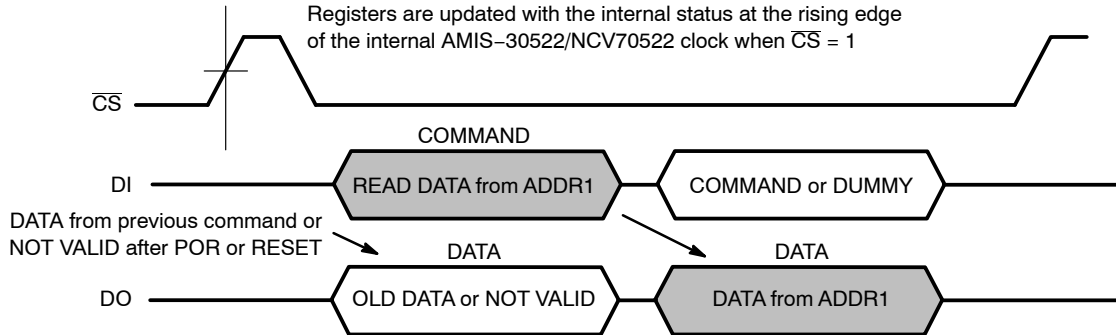 Registers are updated with the internal status at the rising edge
of the internal AMIS−30522/NCV70522 clock when CS = 1
CS
COMMAND
DI
READ DATA from ADDR1
COMMAND or DUMMY
DATA from previous command or
NOT VALID after POR or RESET
DATA
DATA
DO
OLD DATA or NOT VALID
DATA from ADDR1